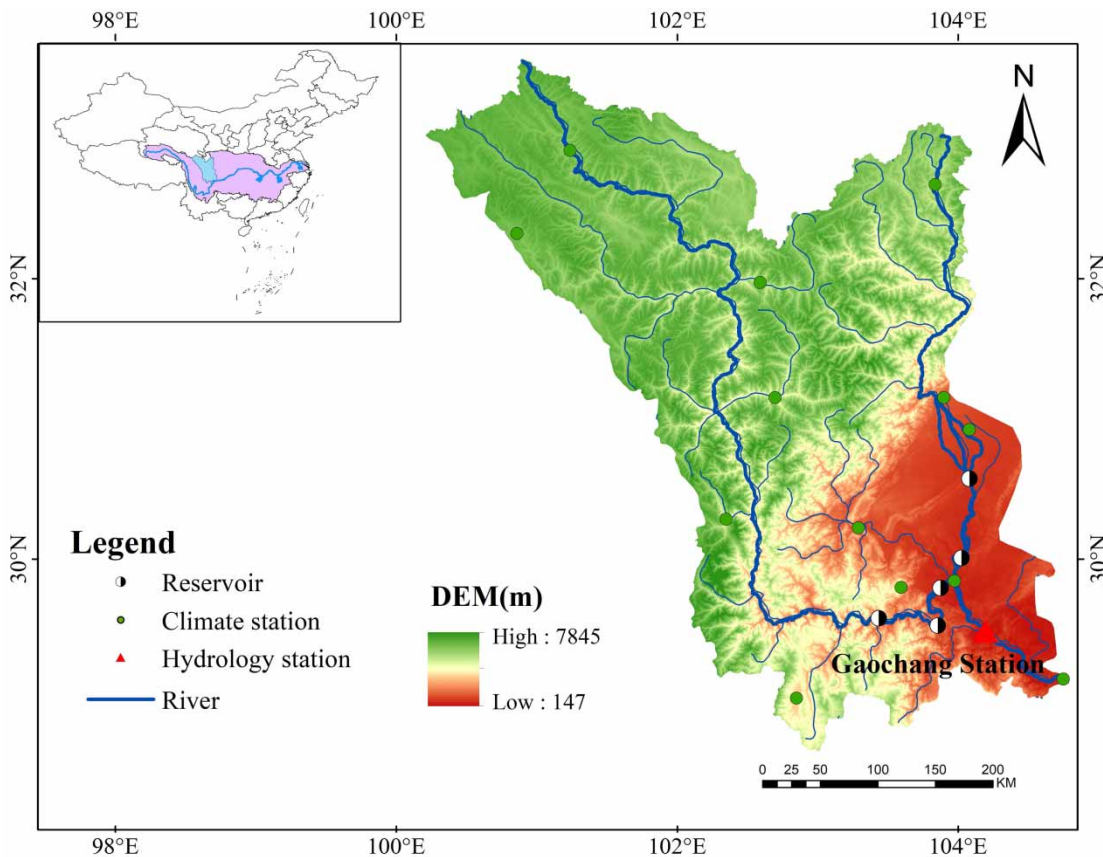 98°E 100°E 102°E 104°E
N
32°N 32°N
30°N 30°N
Legend
Reservoir
Climate station
Hydrology station
River
DEM(m)
High : 7845
Low : 147
Gaochang Station
0 25 50 100 150 200
KM
98°E 100°E 102°E 104°E